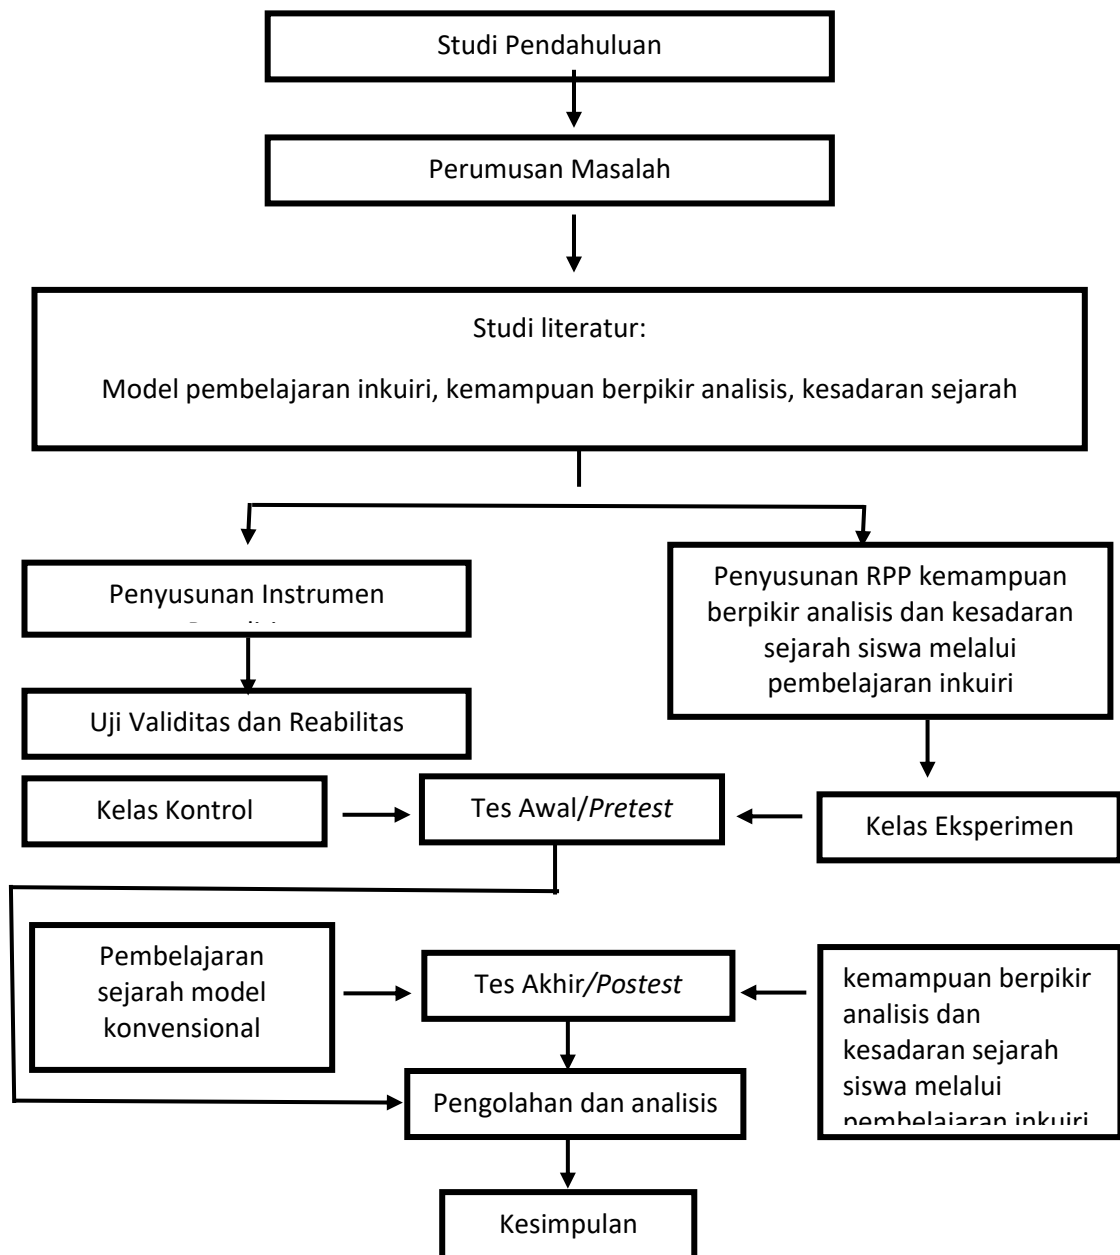 Studi Pendahuluan
Perumusan Masalah
Studi literatur:
Model pembelajaran inkuiri, kemampuan berpikir analisis, kesadaran sejarah
Penyusunan Instrumen
Penyusunan RPP kemampuan
berpikir analisis dan kesadaran
sejarah siswa melalui
pembelajaran inkuiri
Uji Validitas dan Reabilitas
Kelas Kontrol
Tes Awal/Pretest
Kelas Eksperimen
Pembelajaran
sejarah model
konvensional
Tes Akhir/Postest
kemampuan berpikir
analisis dan
kesadaran sejarah
siswa melalui
pembelajaran inkuiri
Pengolahan dan analisis
Kesimpulan